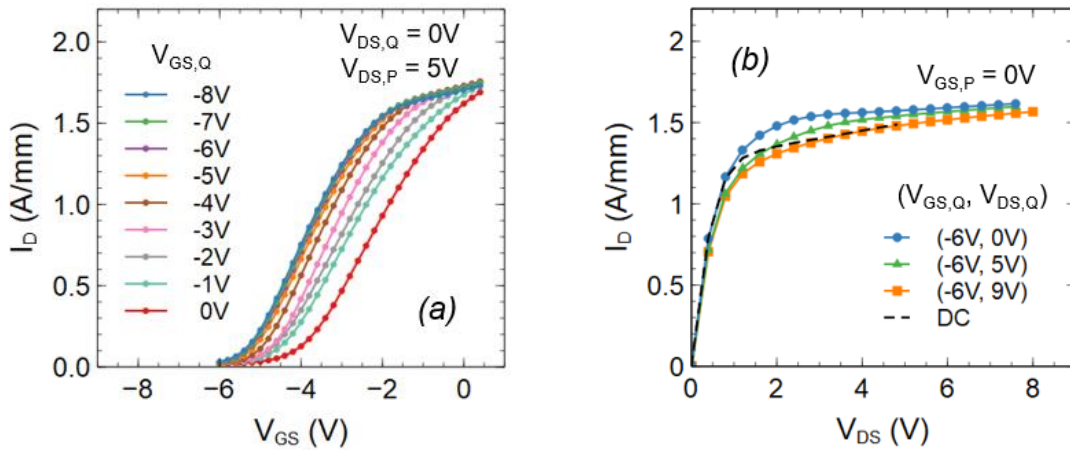 2.0
1.5
1.0
0.5
0.0
I_D (A/mm)
V_GS,Q
-8V
-7V
-6V
-5V
-4V
-3V
-2V
-1V
0V
V_DS,Q = 0V
V_DS,P = 5V
(a)
−8 −6 −4 −2 0
V_GS (V)
2
1.5
1
0.5
0
I_D (A/mm)
(b)
V_GS,P = 0V
(V_GS,Q, V_DS,Q)
(-6V, 0V)
(-6V, 5V)
(-6V, 9V)
DC
0 2 4 6 8
V_DS (V)